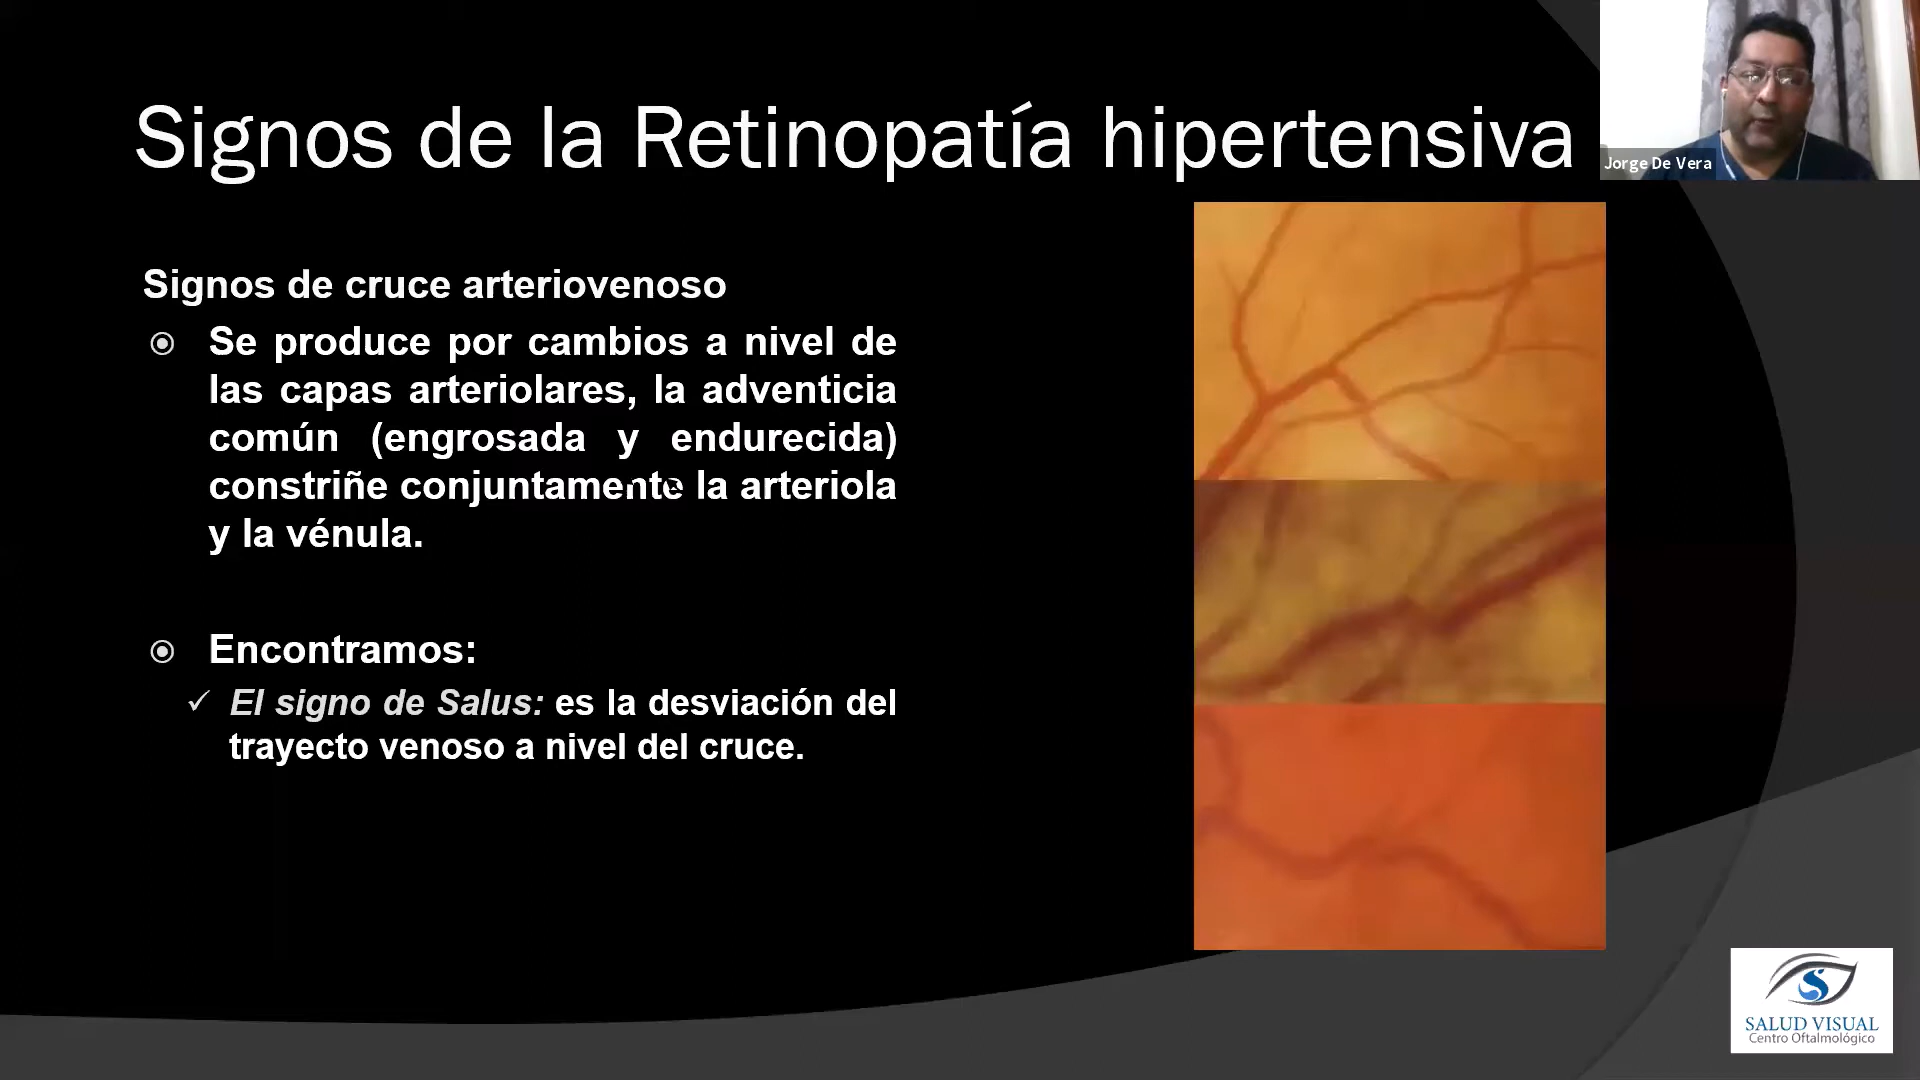 Signos de la Retinopatía hipertensiva
Jorge De Vera
Signos de cruce arteriovenoso
Se produce por cambios a nivel de
las capas arteriolares, la adventicia
común (engrosada y endurecida)
constriñe conjuntamente la arteriola
y la vénula.
Encontramos:
El signo de Salus: es la desviación del
trayecto venoso a nivel del cruce.
SALUD VISUAL
Centro Oftalmológico